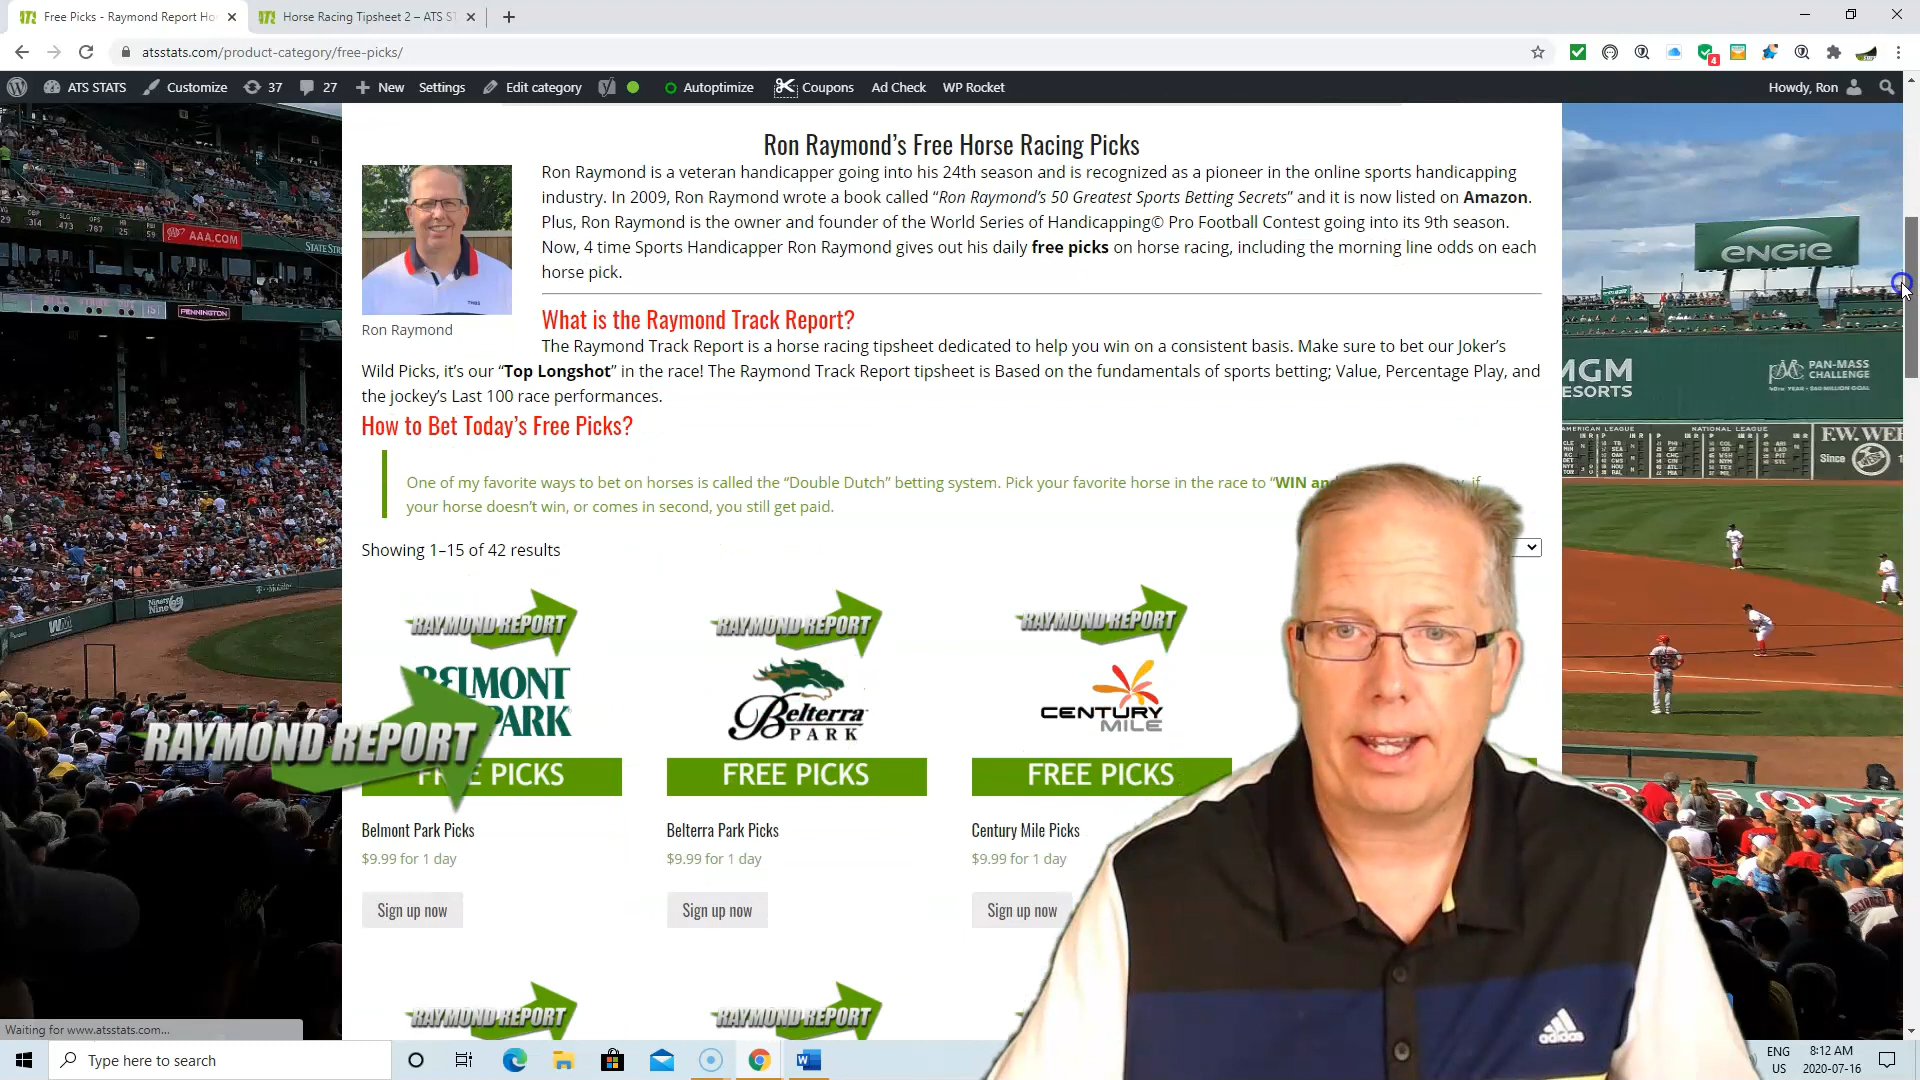 Free Picks - Raymond Report Ho
Horse Racing Tipsheet 2 – ATS ST
atsstats.com/product-category/free-picks/
4
ATS STATS
Customize
37
27
New
Settings
Edit category
Autoptimize
Coupons
Ad Check
WP Rocket
Howdy, Ron
Ron Raymond's Free Horse Racing Picks
Ron Raymond is a veteran handicapper going into his 24th season and is recognized as a pioneer in the online sports handicapping
industry. In 2009, Ron Raymond wrote a book called “Ron Raymond's 50 Greatest Sports Betting Secrets” and it is now listed on Amazon.
Plus, Ron Raymond is the owner and founder of the World Series of Handicapping© Pro Football Contest going into its 9th season.
Now, 4 time Sports Handicapper Ron Raymond gives out his daily free picks on horse racing, including the morning line odds on each
horse pick.
Ron Raymond
What is the Raymond Track Report?
The Raymond Track Report is a horse racing tipsheet dedicated to help you win on a consistent basis. Make sure to bet our Joker's
Wild Picks, it's our “Top Longshot” in the race! The Raymond Track Report tipsheet is Based on the fundamentals of sports betting; Value, Percentage Play, and
the jockey's Last 100 race performances.
How to Bet Today's Free Picks?
One of my favorite ways to bet on horses is called the “Double Dutch” betting system. Pick your favorite horse in the race to “WIN an if
your horse doesn't win, or comes in second, you still get paid.
Showing 1–15 of 42 results
RAYMOND REPORT
RAYMOND REPORT
RAYMOND REPORT
ELMONT
PARK
Belterra
PARK
CENTURY
MILE
RAYMOND REPORT
FREE PICKS
FREE PICKS
FREE PICKS
Belmont Park Picks
Belterra Park Picks
Century Mile Picks
$9.99 for 1 day
$9.99 for 1 day
$9.99 for 1 day
Sign up now
Sign up now
Sign up now
RAYMOND REPORT
RAYMOND REPORT
AAA.COM
STATE STR
PENNINGTON
engie
MGM
ESORTS
PAN-MASS
CHALLENGE
AMERICAN LEAGUE
NATIONAL LEAGUE
F.W. WE
Since
adidas
Waiting for www.atsstats.com...
Type here to search
ENG
US
8:12 AM
2020-07-16